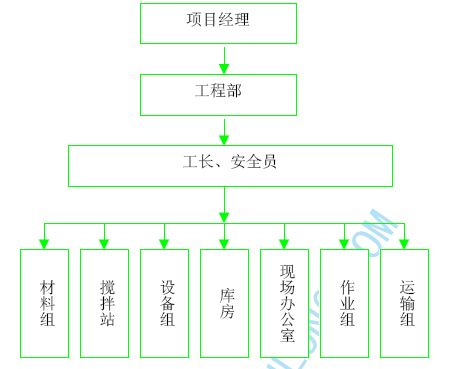 项目经理
工程部
工长、安全员
材料组
搅拌站
设备组
库房
现场办公室
作业组
运输组